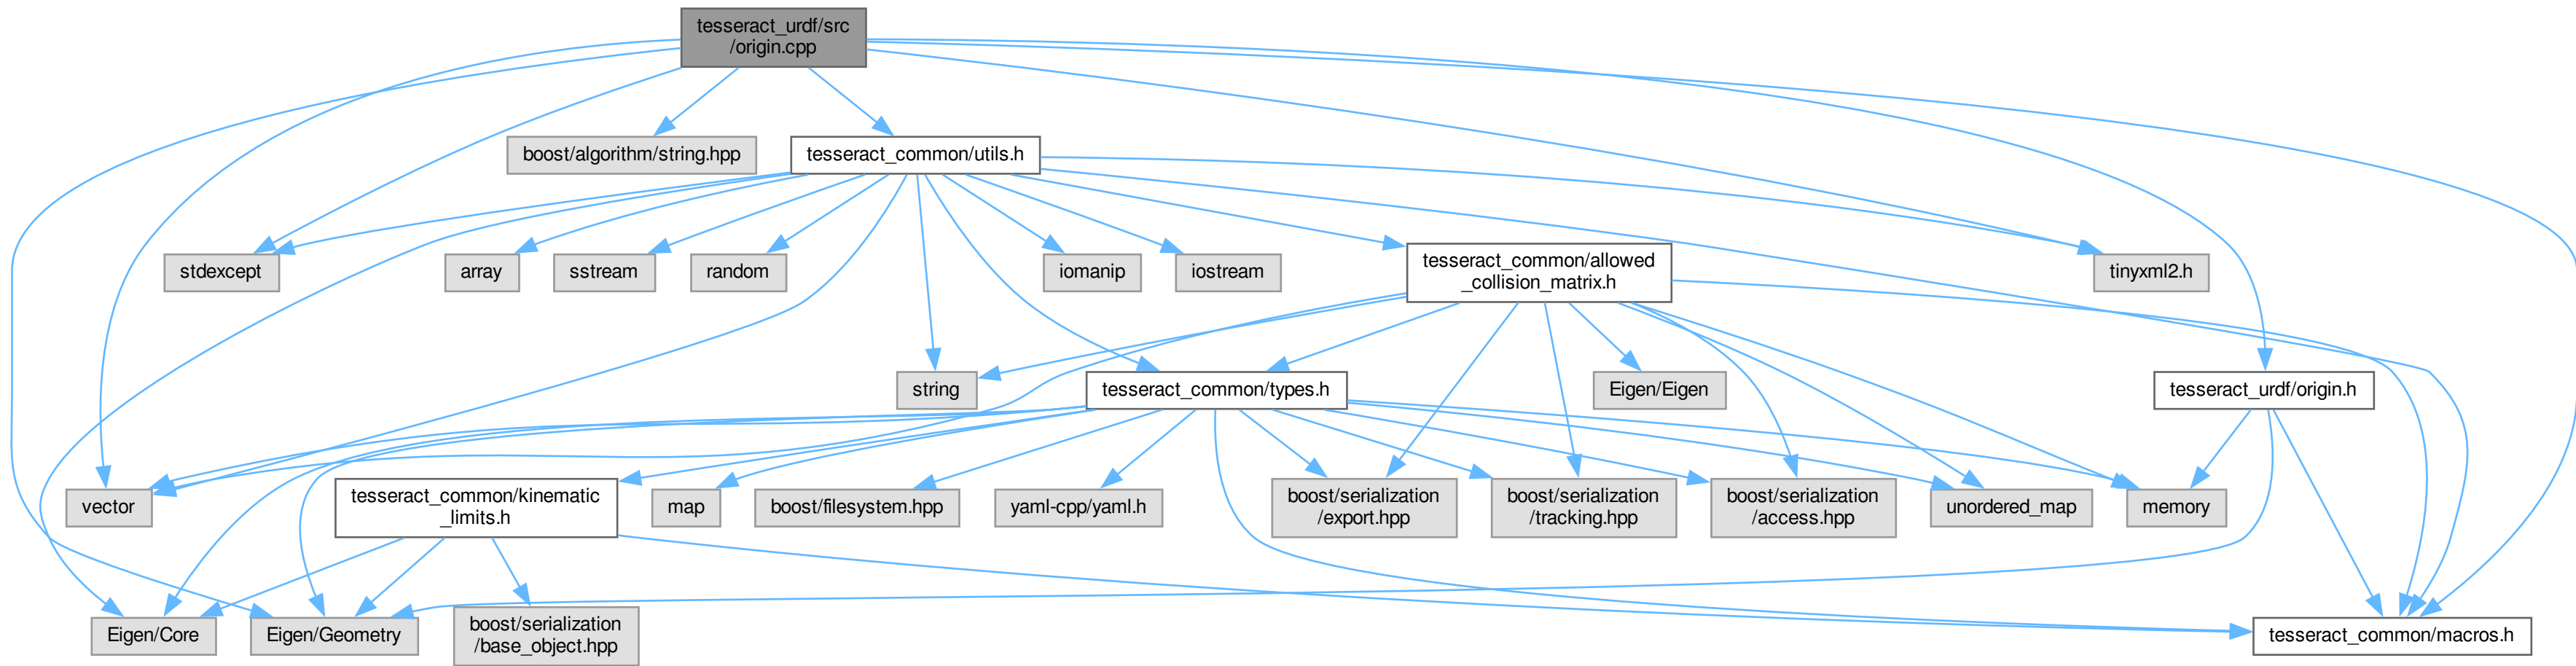 tesseract_urdf/src
/origin.cpp
boost/algorithm/string.hpp
tesseract_common/utils.h
stdexcept
array
sstream
random
iomanip
iostream
tesseract_common/allowed
_collision_matrix.h
tinyxml2.h
string
tesseract_common/types.h
Eigen/Eigen
tesseract_urdf/origin.h
vector
tesseract_common/kinematic
_limits.h
map
boost/filesystem.hpp
yaml-cpp/yaml.h
boost/serialization
/export.hpp
boost/serialization
/tracking.hpp
boost/serialization
/access.hpp
unordered_map
memory
Eigen/Core
Eigen/Geometry
boost/serialization
/base_object.hpp
tesseract_common/macros.h